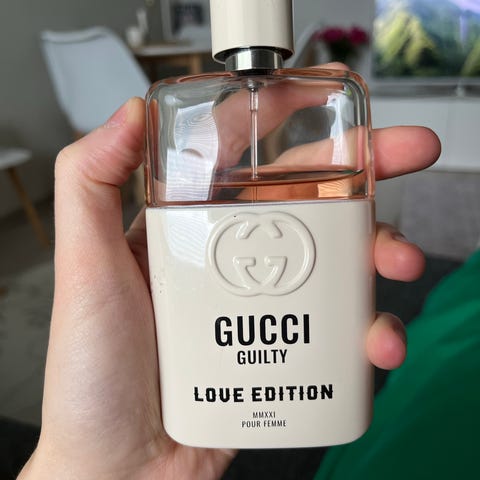 GUCCI
GUILTY
LOVE EDITION
MMXXI
POUR FEMME